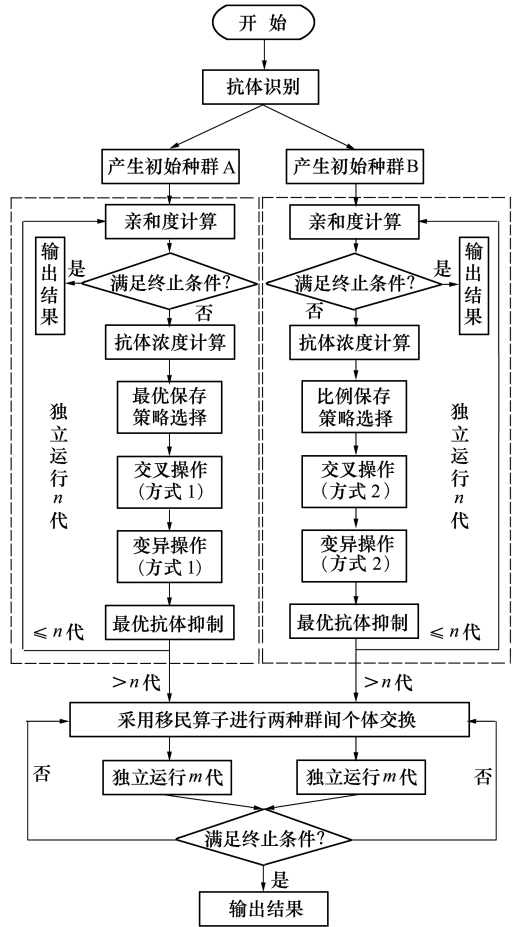 开 始
抗体识别
产生初始种群A
产生初始种群B
亲和度计算
满足终止条件?
是
输出结果
否
抗体浓度计算
最优保存
策略选择
交叉操作
(方式1)
变异操作
(方式1)
最优抗体抑制
独立运行n代
≤n代
>n代
亲和度计算
满足终止条件?
是
输出结果
否
抗体浓度计算
比例保存
策略选择
交叉操作
(方式2)
变异操作
(方式2)
最优抗体抑制
独立运行n代
≤n代
>n代
采用移民算子进行两种群间个体交换
独立运行m代
独立运行m代
否
否
满足终止条件?
是
输出结果